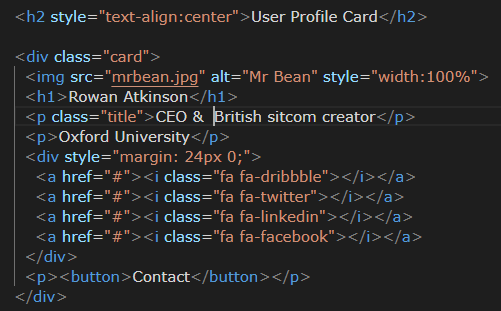 <h2 style="text-align:center">User Profile Card</h2>

<div class="card">
  <img src="mrbean.jpg" alt="Mr Bean" style="width:100%">
  <h1>Rowan Atkinson</h1>
  <p class="title">CEO &  British sitcom creator</p>
  <p>Oxford University</p>
  <div style="margin: 24px 0;">
    <a href="#"><i class="fa fa-dribbble"></i></a>
    <a href="#"><i class="fa fa-twitter"></i></a>
    <a href="#"><i class="fa fa-linkedin"></i></a>
    <a href="#"><i class="fa fa-facebook"></i></a>
  </div>
  <p><button>Contact</button></p>
</div>